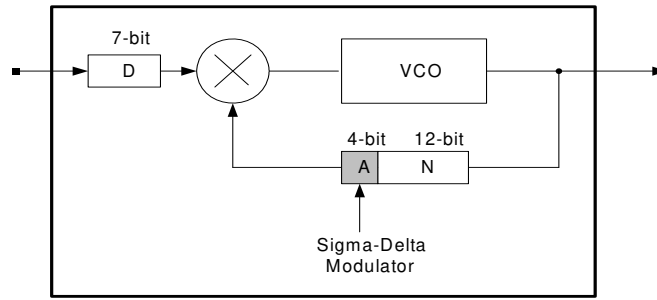 7-bit
D
VCO
4-bit 12-bit
A N
Sigma-Delta
Modulator